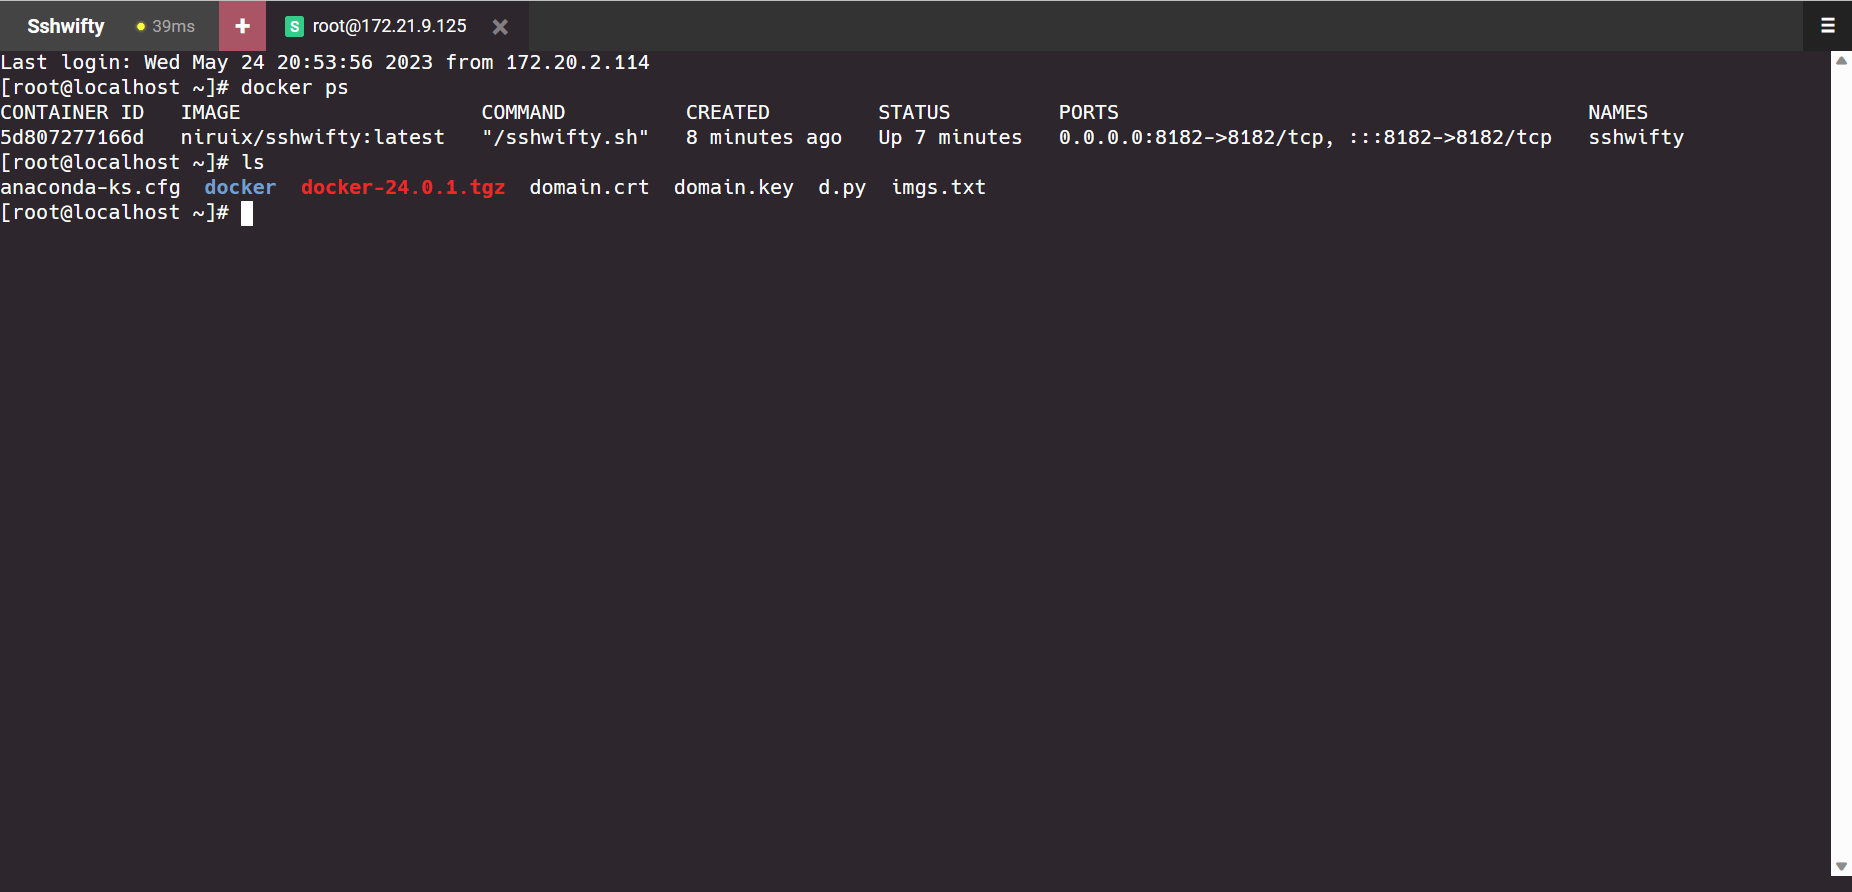 Sshwifty 39ms + S root@172.21.9.125
Last login: Wed May 24 20:53:56 2023 from 172.20.2.114
[root@localhost ~]# docker ps
CONTAINER ID   IMAGE                    COMMAND          CREATED         STATUS         PORTS                                       NAMES
5d807277166d   niruix/sshwifty:latest   "/sshwifty.sh"   8 minutes ago   Up 7 minutes   0.0.0.0:8182->8182/tcp, :::8182->8182/tcp   sshwifty
[root@localhost ~]# ls
anaconda-ks.cfg  docker  docker-24.0.1.tgz  domain.crt  domain.key  d.py  imgs.txt
[root@localhost ~]#